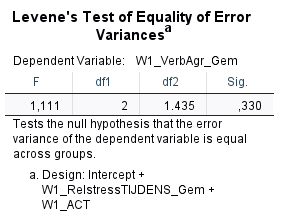 Levene's Test of Equality of Error
Variancesa
Dependent Variable: W1_VerbAgr_Gem
F df1 df2 Sig.
1,111 2 1.435 ,330
Tests the null hypothesis that the error
variance of the dependent variable is equal
across groups.
a. Design: Intercept +
W1_RelstressTIJDENS_Gem +
W1_ACT